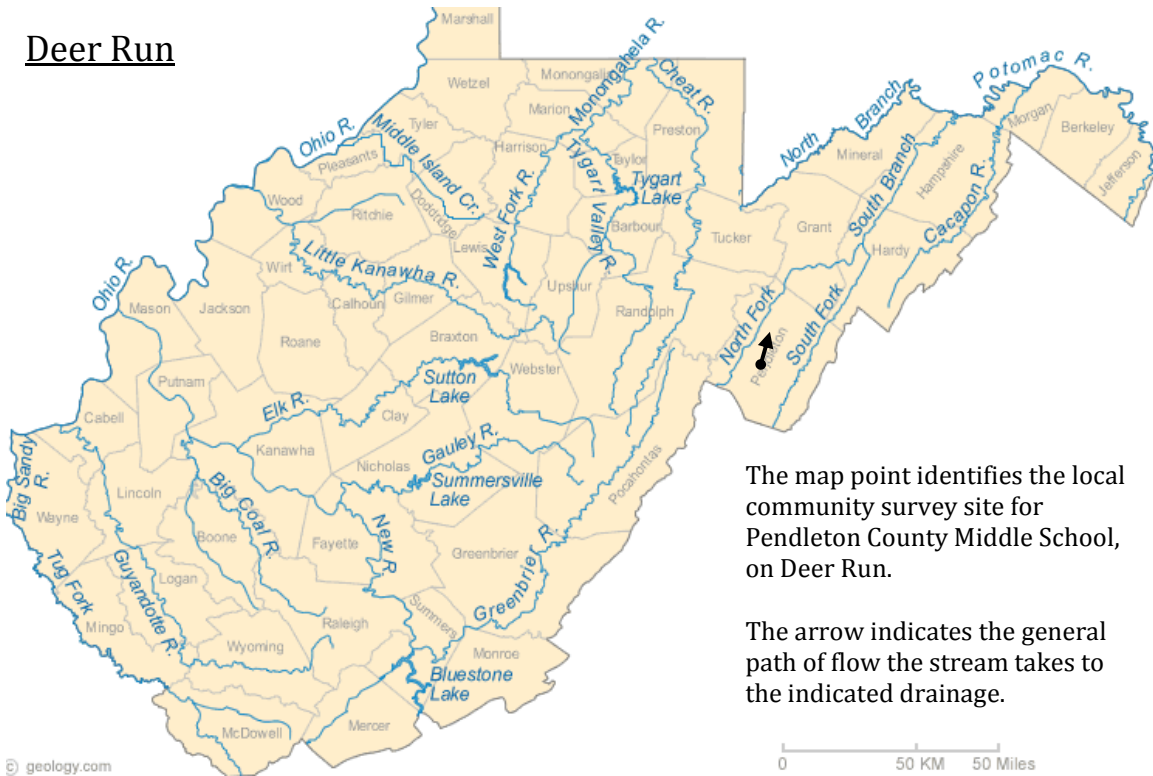 Deer Run
Marshall
Wetzel
Monongalia
Monongahela R.
Cheat R.
Marion
Preston
Tyler
Harrison
Taylor
Ohio R.
Middle Island Cr.
Pleasants
Doddridge
Tygart Valley R.
Tygart Lake
Wood
Ritchie
Lewis
West Fork R.
Barbour
Tucker
North Branch
Potomac R.
Morgan
Berkeley
Jefferson
Mineral
Hampshire
South Branch
Cacapon R.
Grant
Hardy
Little Kanawha R.
Wirt
Calhoun
Gilmer
Upshur
Randolph
North Fork
South Fork
Pendleton
Ohio R.
Mason
Jackson
Roane
Braxton
Webster
Putnam
Sutton Lake
Elk R.
Clay
Cabell
Kanawha
Nicholas
Gauley R.
Summersville Lake
Pocahontas
Big Sandy R.
Lincoln
Big Coal R.
Wayne
Boone
Fayette
New R.
Greenbrier
Greenbrier R.
Tug Fork
Guyandotte R.
Logan
Mingo
Raleigh
Summers
Wyoming
Monroe
Bluestone Lake
McDowell
Mercer
The map point identifies the local
community survey site for
Pendleton County Middle School,
on Deer Run.
The arrow indicates the general
path of flow the stream takes to
the indicated drainage.
0 50 KM 50 Miles
© geology.com